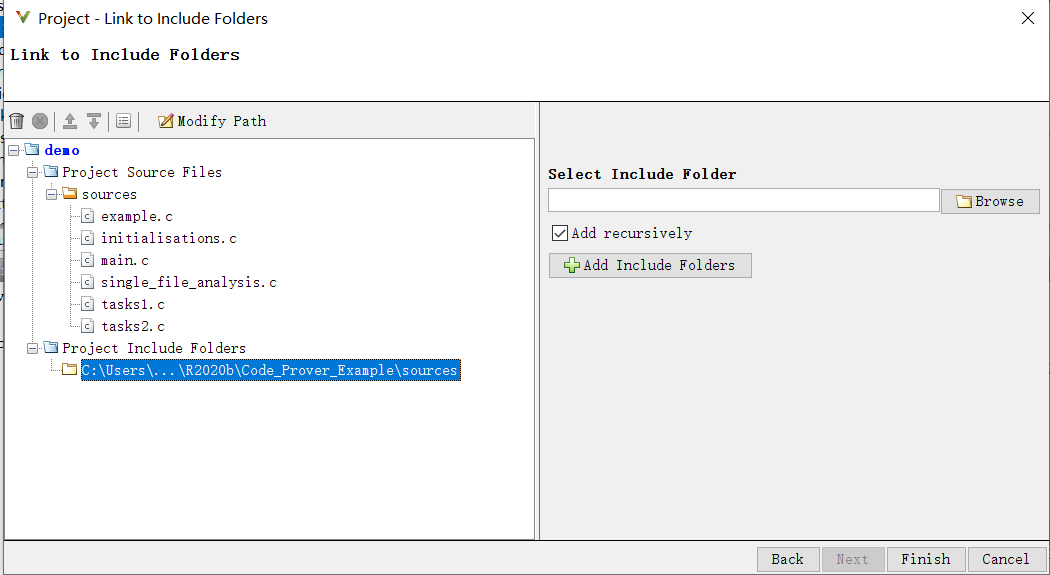 Project - Link to Include Folders
Link to Include Folders
Modify Path
demo
Project Source Files
sources
example.c
initialisations.c
main.c
single_file_analysis.c
tasks1.c
tasks2.c
Project Include Folders
C:\Users\...\R2020b\Code_Prover_Example\sources
Select Include Folder
Browse
Add recursively
Add Include Folders
Back
Next
Finish
Cancel